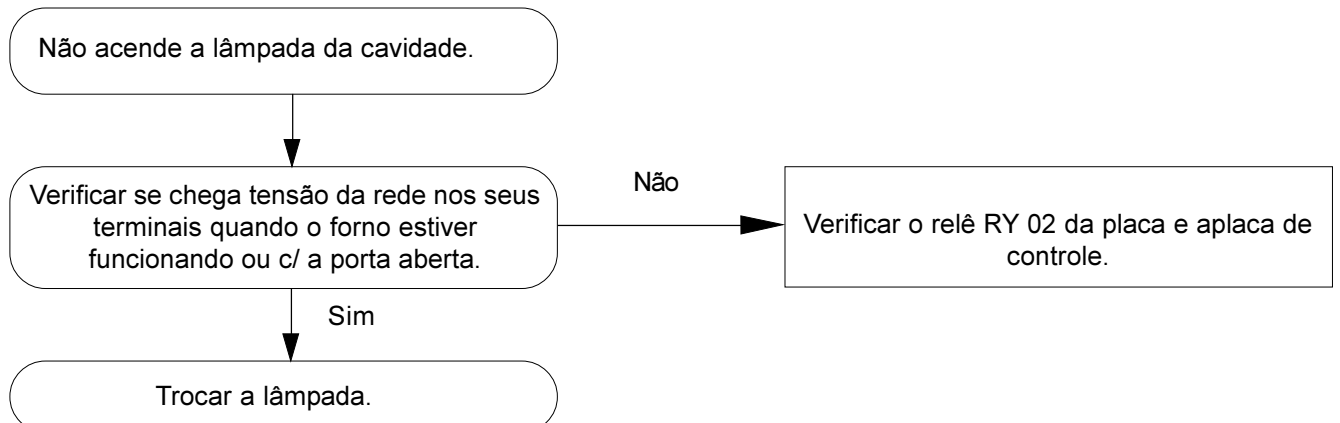 Não acende a lâmpada da cavidade.
Verificar se chega tensão da rede nos seus
terminais quando o forno estiver
funcionando ou c/ a porta aberta.
Não
Verificar o relê RY 02 da placa e aplaca de
controle.
Sim
Trocar a lâmpada.